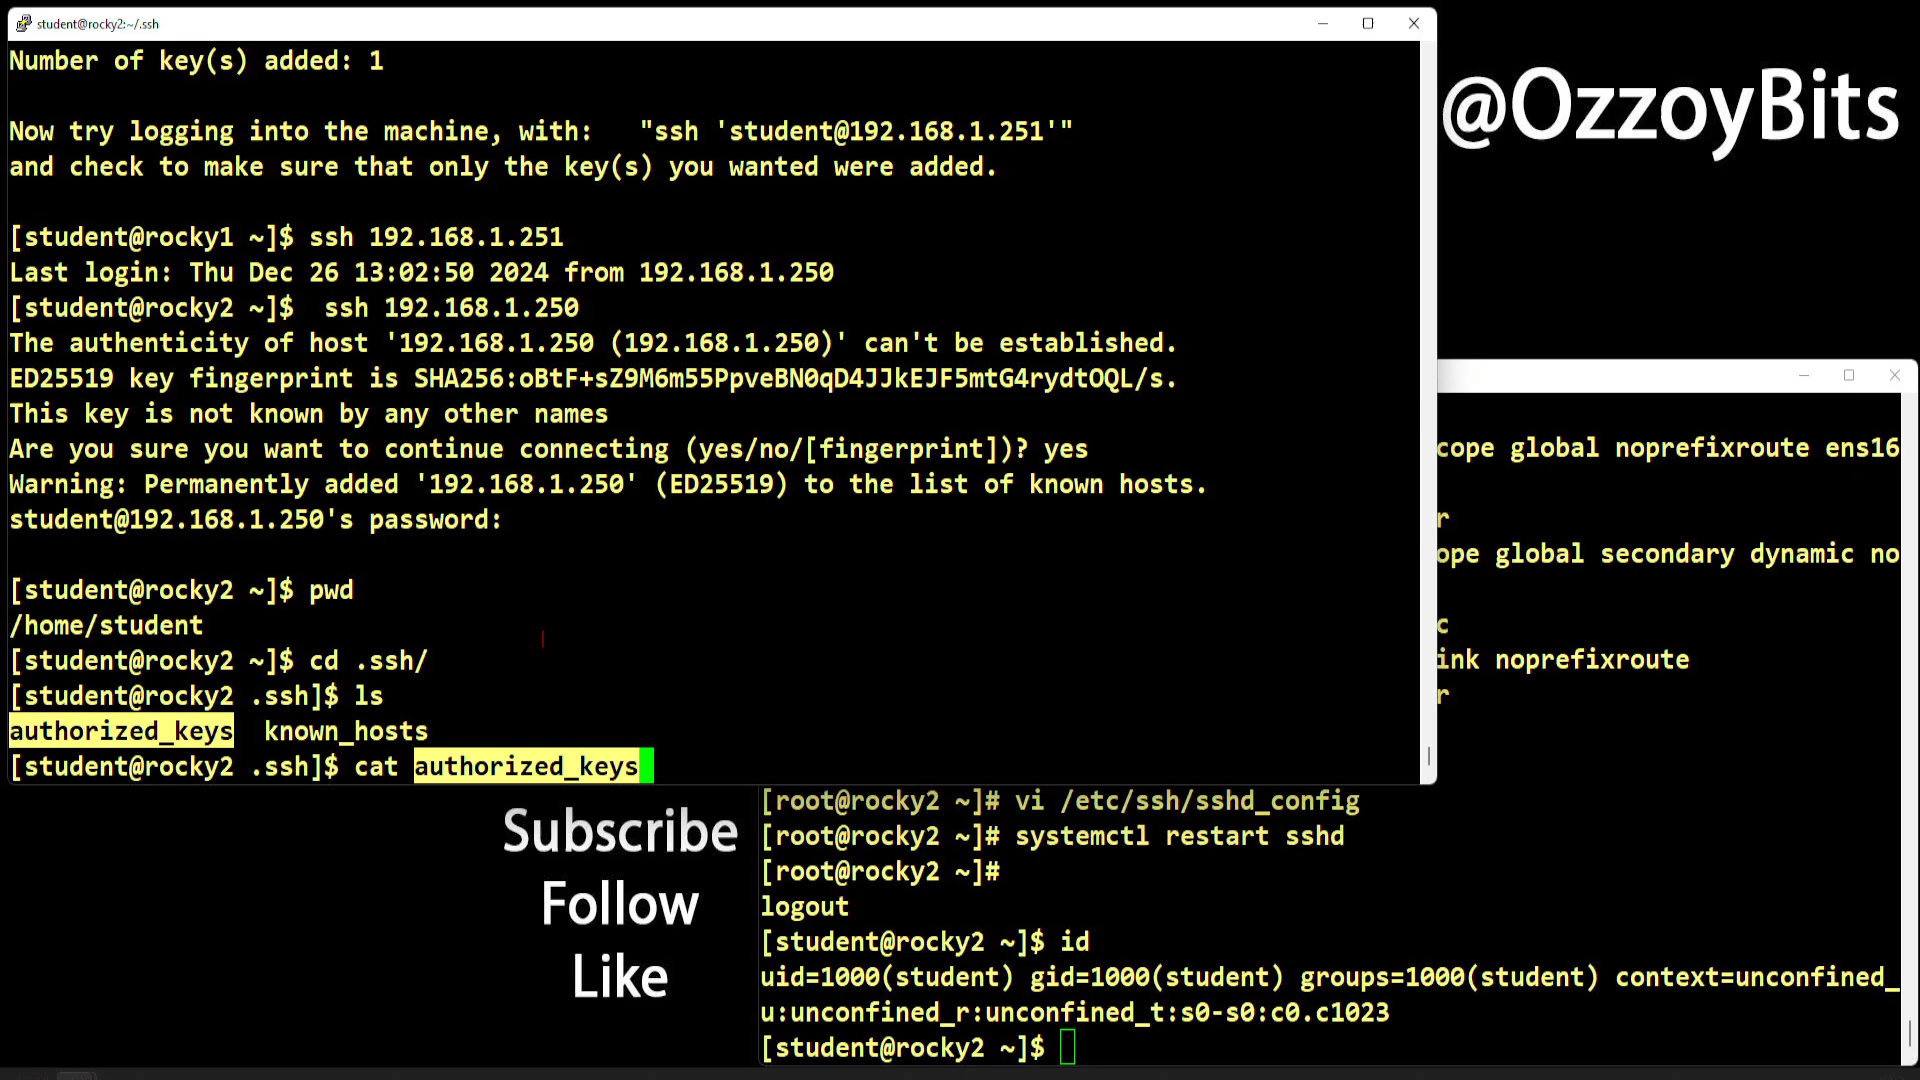 student@rocky2:~/.ssh
Number of key(s) added: 1
Now try logging into the machine, with:   "ssh 'student@192.168.1.251'"
and check to make sure that only the key(s) you wanted were added.
[student@rocky1 ~]$ ssh 192.168.1.251
Last login: Thu Dec 26 13:02:50 2024 from 192.168.1.250
[student@rocky2 ~]$  ssh 192.168.1.250
The authenticity of host '192.168.1.250 (192.168.1.250)' can't be established.
ED25519 key fingerprint is SHA256:oBtF+sZ9M6m55PpveBN0qD4JJkEJF5mtG4rydtOQL/s.
This key is not known by any other names
Are you sure you want to continue connecting (yes/no/[fingerprint])? yes
Warning: Permanently added '192.168.1.250' (ED25519) to the list of known hosts.
student@192.168.1.250's password:
[student@rocky2 ~]$ pwd
/home/student
[student@rocky2 ~]$ cd .ssh/
[student@rocky2 .ssh]$ ls
authorized_keys  known_hosts
[student@rocky2 .ssh]$ cat authorized_keys
@OzzoyBits
cope global noprefixroute ens16
r
ope global secondary dynamic no
c
ink noprefixroute
r
[root@rocky2 ~]# vi /etc/ssh/sshd_config
[root@rocky2 ~]# systemctl restart sshd
[root@rocky2 ~]#
logout
[student@rocky2 ~]$ id
uid=1000(student) gid=1000(student) groups=1000(student) context=unconfined_
u:unconfined_r:unconfined_t:s0-s0:c0.c1023
[student@rocky2 ~]$
Subscribe
Follow
Like